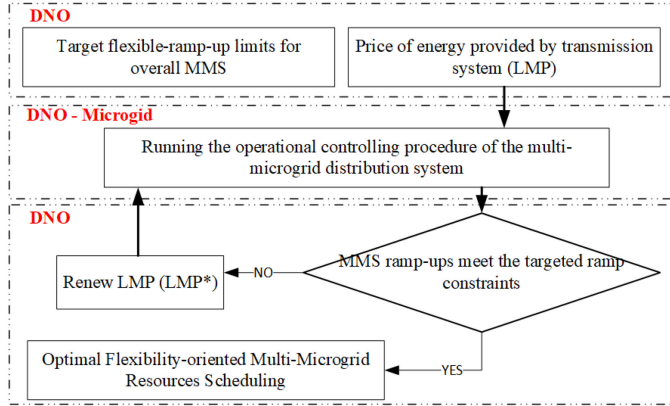 DNO
Target flexible-ramp-up limits for
overall MMS
Price of energy provided by transmission
system (LMP)
DNO - Microgid
Running the operational controlling procedure of the multi-
microgrid distribution system
DNO
MMS ramp-ups meet the targeted ramp
constraints
NO
Renew LMP (LMP*)
YES
Optimal Flexibility-oriented Multi-Microgrid
Resources Scheduling